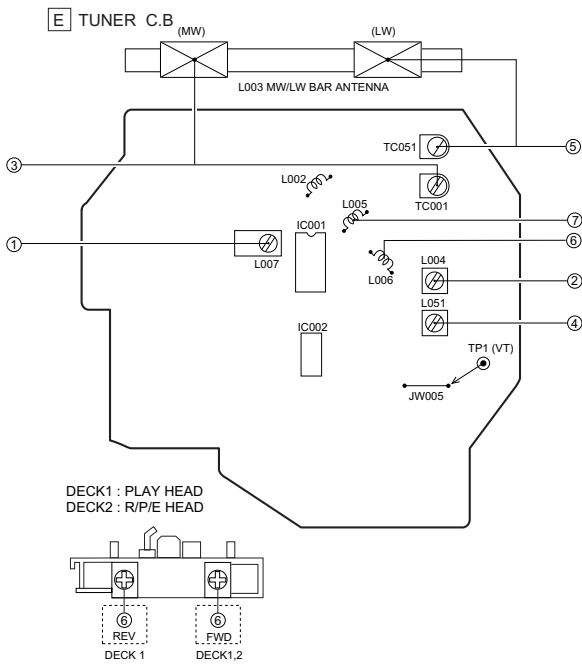 E TUNER C.B
(MW) (LW)
L003 MW/LW BAR ANTENNA
TC051 ⑤
③
L002 TC001
L005 ⑦
IC001 ⑥
①
L007 L006 L004
②
L051
④
IC002
TP1 (VT)
JW005
DECK1 : PLAY HEAD
DECK2 : R/P/E HEAD
⑥ ⑥
REV FWD
DECK 1 DECK1,2